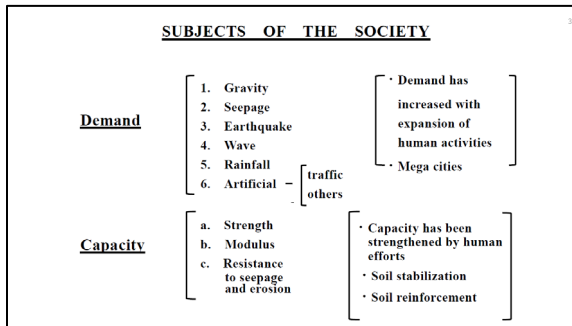 3
SUBJECTS OF THE SOCIETY
Demand
1. Gravity
2. Seepage
3. Earthquake
4. Wave
5. Rainfall
6. Artificial –
traffic
others
· Demand has
increased with
expansion of
human activities
· Mega cities
Capacity
a. Strength
b. Modulus
c. Resistance
to seepage
and erosion
· Capacity has been
strengthened by human
efforts
· Soil stabilization
· Soil reinforcement